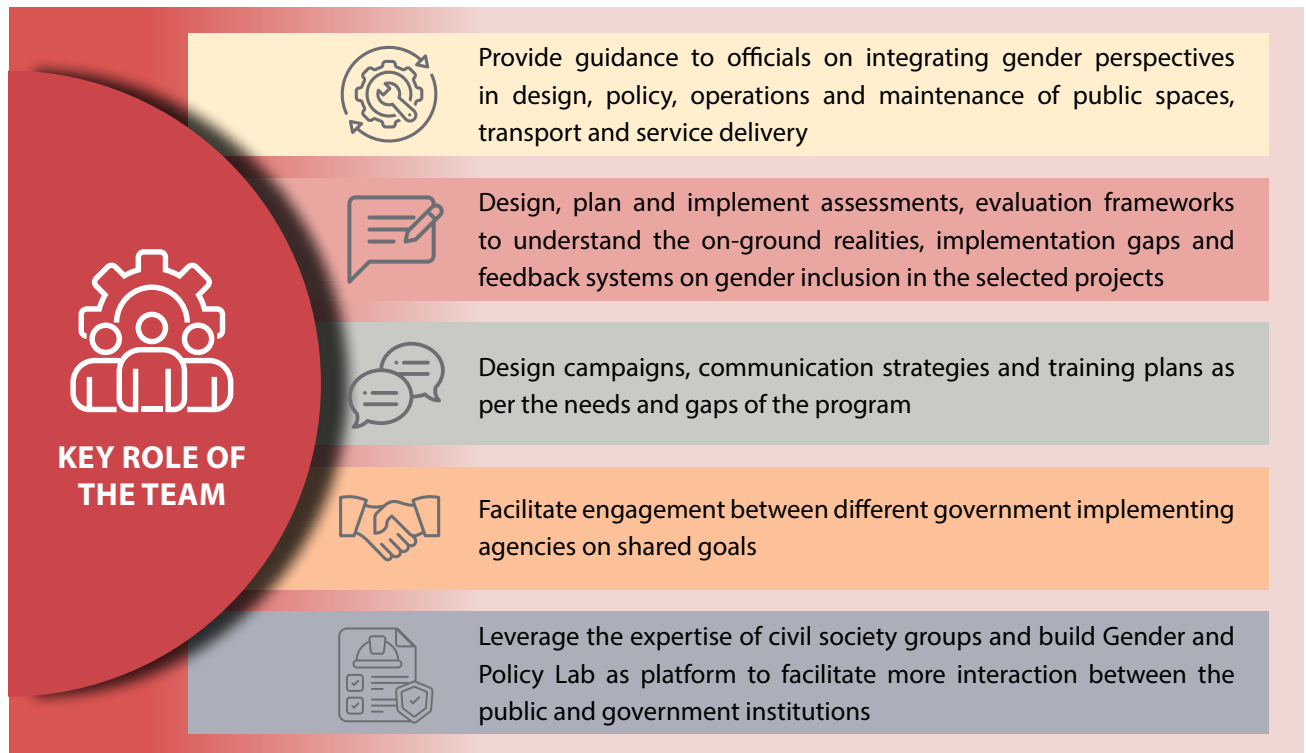 KEY ROLE OF
THE TEAM
Provide guidance to officials on integrating gender perspectives
in design, policy, operations and maintenance of public spaces,
transport and service delivery
Design, plan and implement assessments, evaluation frameworks
to understand the on-ground realities, implementation gaps and
feedback systems on gender inclusion in the selected projects
Design campaigns, communication strategies and training plans as
per the needs and gaps of the program
Facilitate engagement between different government implementing
agencies on shared goals
Leverage the expertise of civil society groups and build Gender and
Policy Lab as platform to facilitate more interaction between the
public and government institutions